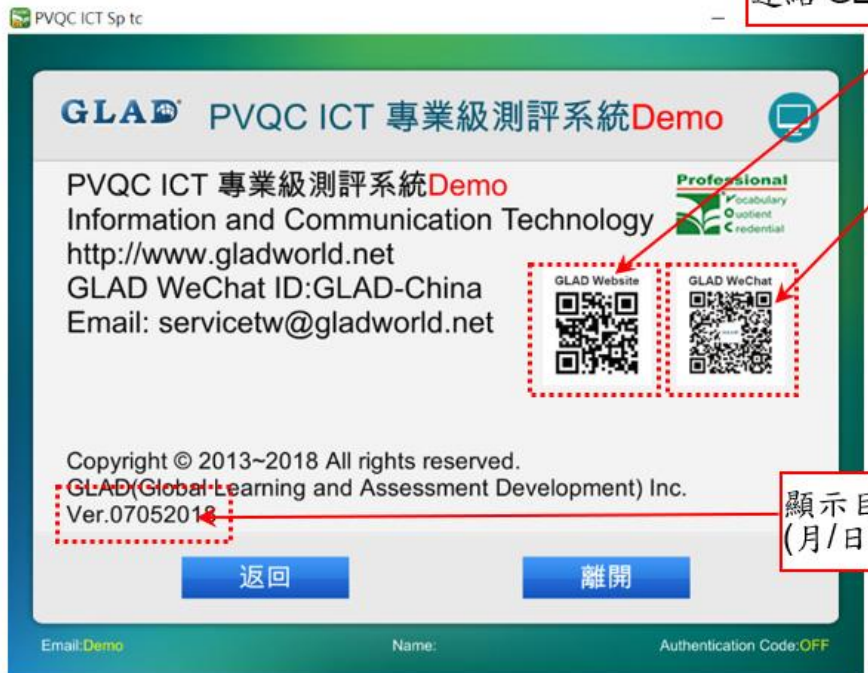 PVQC ICT Sp tc
GLAD PVQC ICT 專業級測評系統Demo
PVQC ICT 專業級測評系統Demo
Information and Communication Technology
http://www.gladworld.net
GLAD WeChat ID:GLAD-China
Email: servicetw@gladworld.net
Professional
Vocabulary
Quotient
Credential
GLAD Website
GLAD WeChat
Copyright © 2013~2018 All rights reserved.
GLAD(Global Learning and Assessment Development) Inc.
Ver.07052018
顯示目
(月/日
返回
離開
Email:Demo
Name:
Authentication Code:OFF